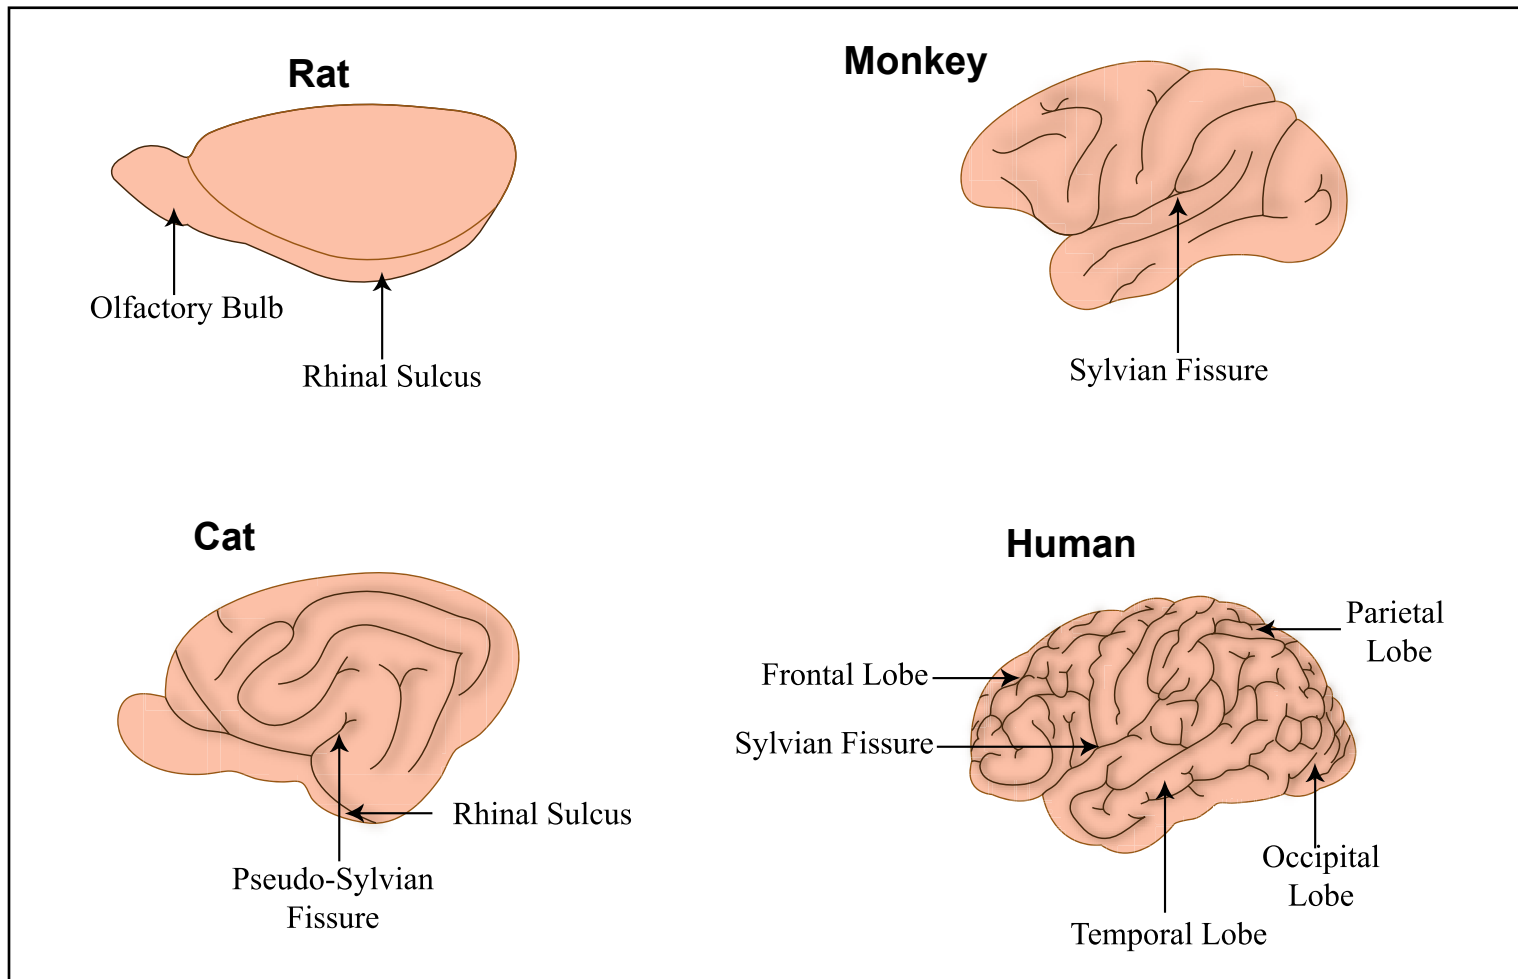 Rat
Olfactory Bulb
Rhinal Sulcus
Monkey
Sylvian Fissure
Cat
Rhinal Sulcus
Pseudo-Sylvian
Fissure
Human
Parietal
Lobe
Frontal Lobe
Sylvian Fissure
Occipital
Lobe
Temporal Lobe